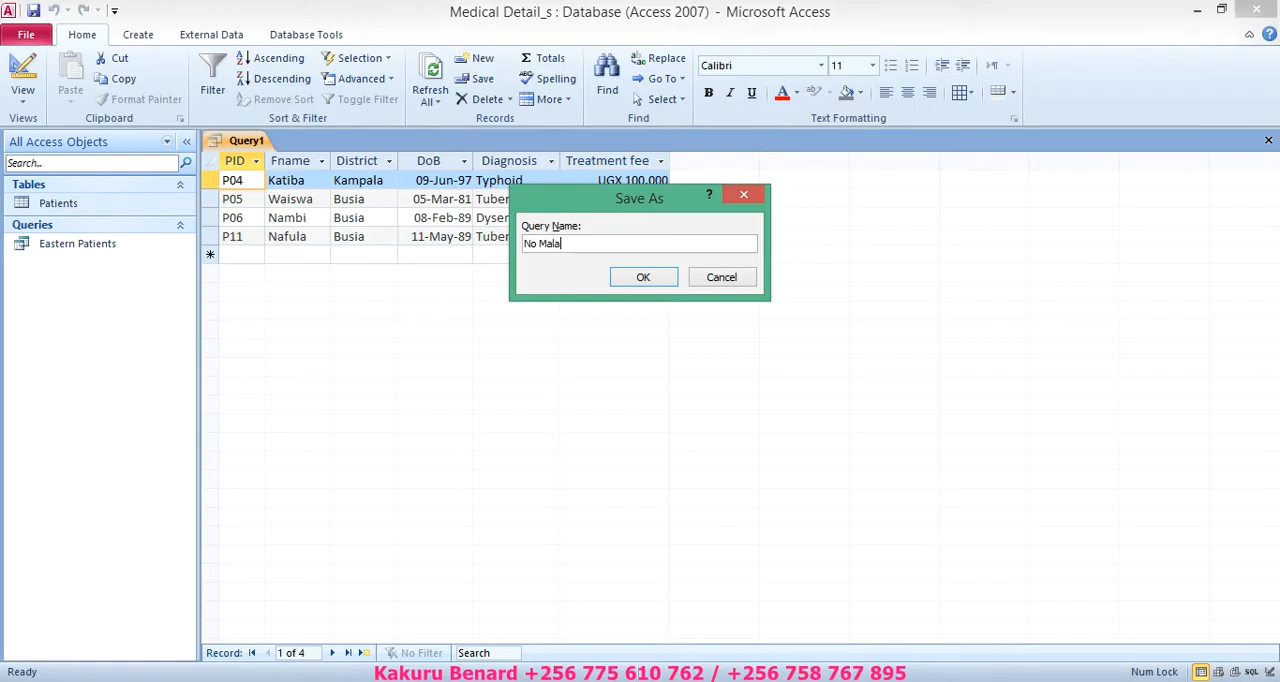 Medical Detail_s : Database (Access 2007) - Microsoft Access
File Home Create External Data Database Tools
View
Views
Paste
Cut
Copy
Format Painter
Clipboard
Filter
Ascending
Descending
Remove Sort
Selection
Advanced
Toggle Filter
Sort & Filter
Refresh
All
New
Save
Delete
Totals
Spelling
More
Records
Find
Replace
Go To
Select
Find
Calibri 11
B I U A
Text Formatting
All Access Objects
Search...
Tables
Patients
Queries
Eastern Patients
Query1
PID Fname District DoB Diagnosis Treatment fee
P04 Katiba Kampala 09-Jun-97 Typhoid UGX 100,000
P05 Waiswa Busia 05-Mar-81 Tuber
P06 Nambi Busia 08-Feb-89 Dyser
P11 Nafula Busia 11-May-89 Tuber
Save As
Query Name:
No Mala
OK Cancel
Record: 1 of 4 No Filter Search
Ready
Kakuru Benard +256 775 610 762 / +256 758 767 895
Num Lock
SQL